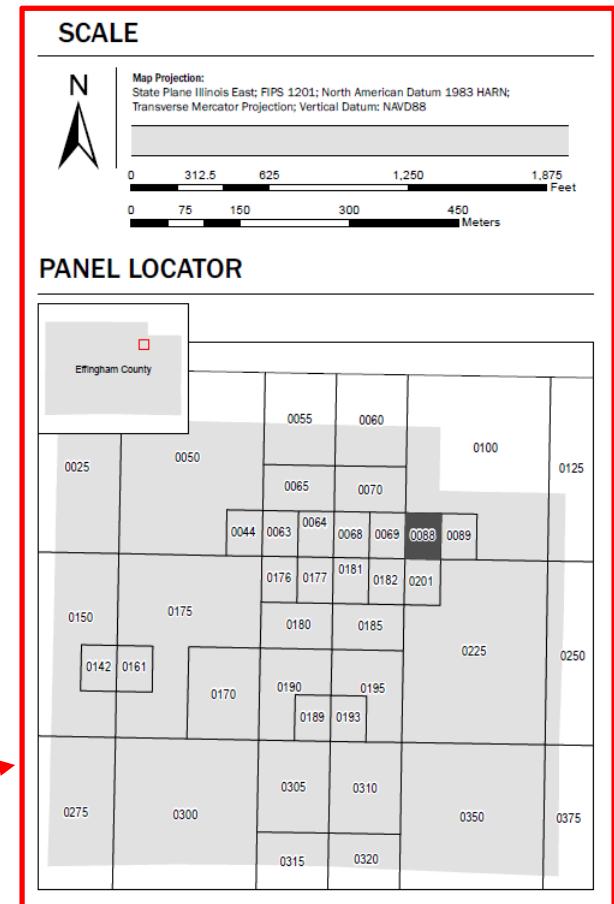 SCALE
N
Map Projection:
State Plane Illinois East; FIPS 1201; North American Datum 1983 HARN;
Transverse Mercator Projection; Vertical Datum: NAVD88
0 312.5 625 1,250 1,875
Feet
0 75 150 300 450
Meters
PANEL LOCATOR
Effingham County
0055 0060
0100
0025 0050 0125
0065 0070
0044 0063 0064 0068 0069 0088 0089
0176 0177 0181 0182 0201
0150 0175 0180 0185
0225 0250
0142 0161
0170 0190 0195
0189 0193
0305 0310
0275 0300 0350 0375
0315 0320